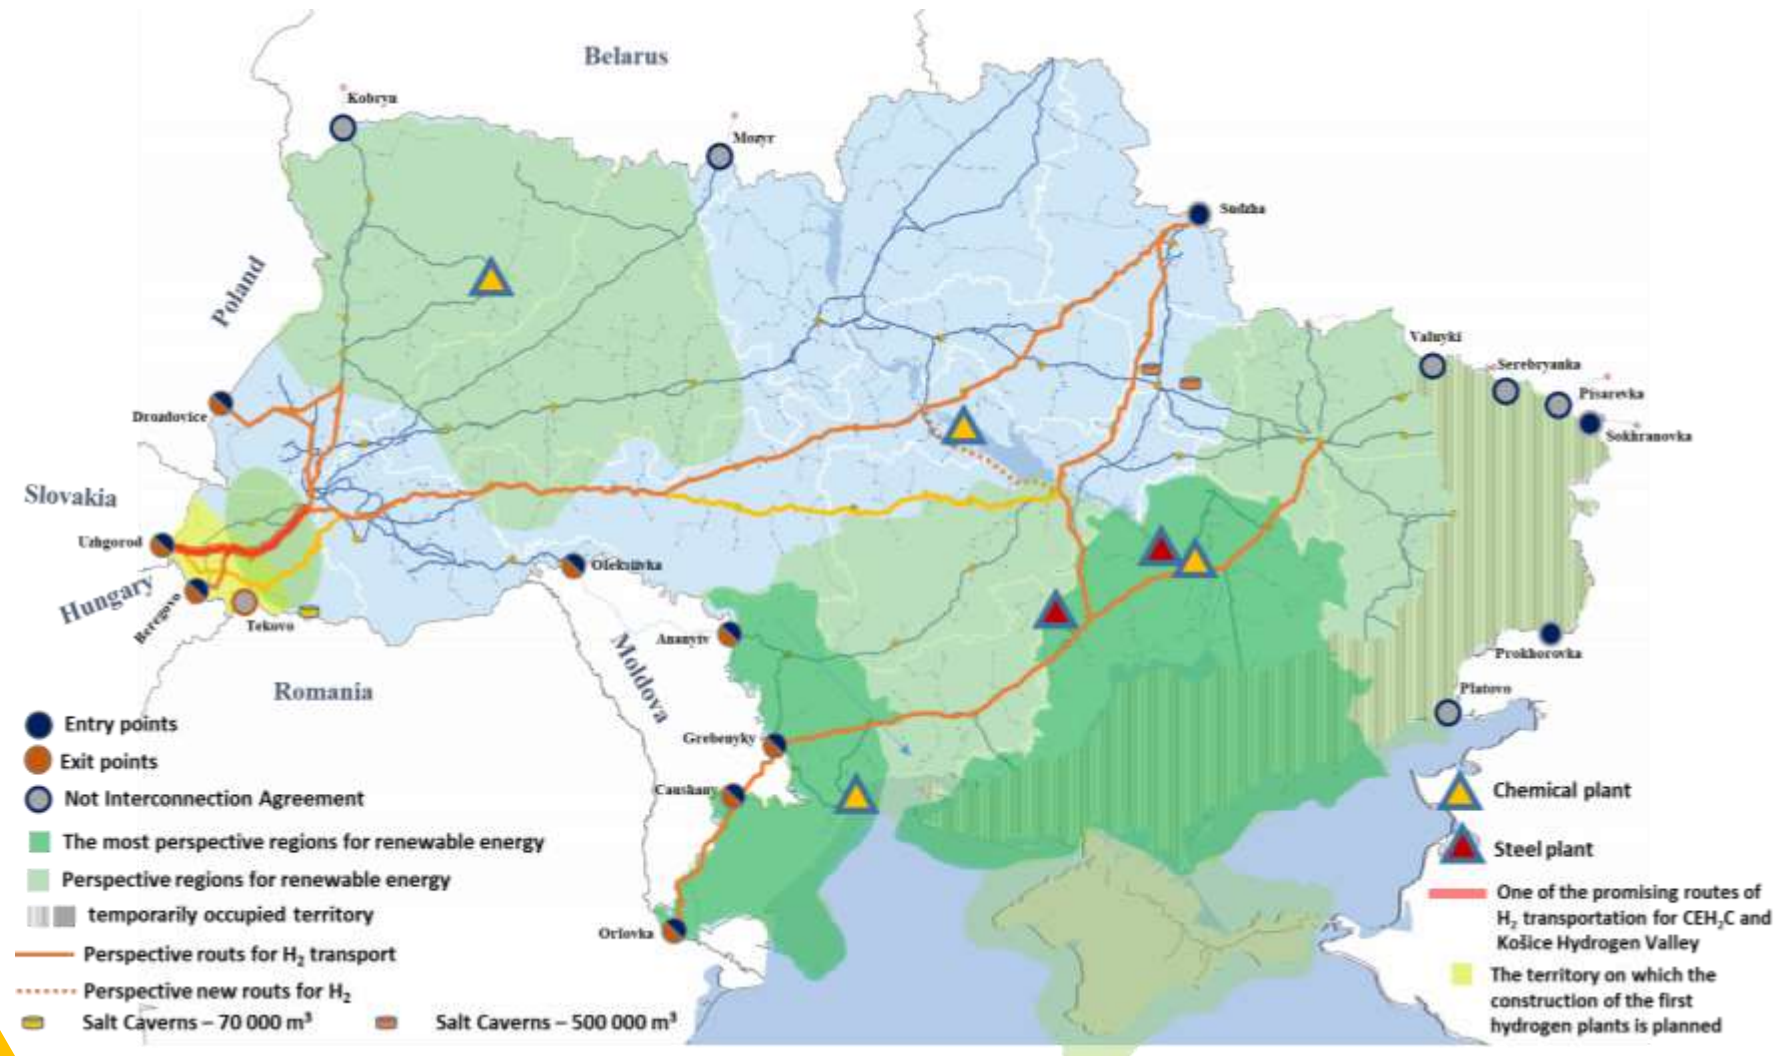 Belarus
Kobryn
Mozyr
Sudzha
Poland
Valuyki
Serebryanka
Pisarevka
Sokhranovka
Drozdovice
Slovakia
Uzhgorod
Oleksiivka
Hungary
Beregovo
Tekovo
Ananyiv
Moldova
Prokhorovka
Platovo
Romania
Grebenyky
Caushany
Orlovka
Entry points
Exit points
Not Interconnection Agreement
The most perspective regions for renewable energy
Perspective regions for renewable energy
temporarily occupied territory
Perspective routs for H₂ transport
Perspective new routs for H₂
Salt Caverns – 70 000 m³
Salt Caverns – 500 000 m³
Chemical plant
Steel plant
One of the promising routes of
H₂ transportation for CEH₂C and
Košice Hydrogen Valley
The territory on which the
construction of the first
hydrogen plants is planned